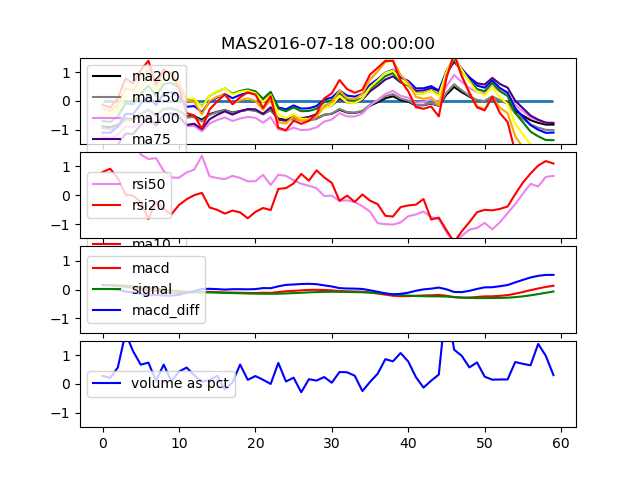 MAS2016-07-18 00:00:00
1
0
−1
ma200
ma150
ma100
ma75
1
0
−1
rsi50
rsi20
ma10
1
0
−1
macd
signal
macd_diff
1
0
−1
volume as pct
0 10 20 30 40 50 60